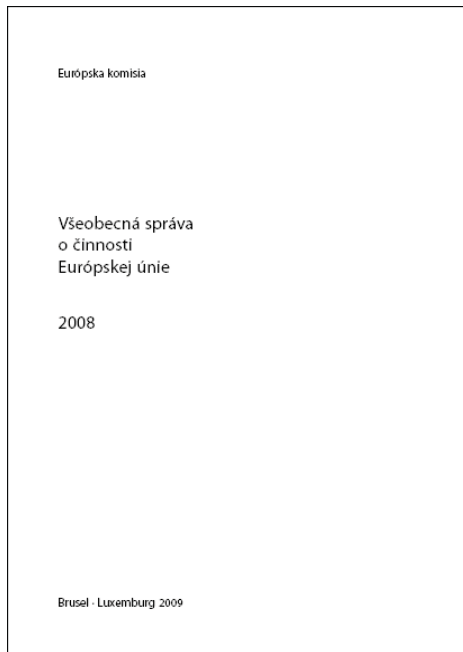 Európska komisia
Všeobecná správa
o činnosti
Európskej únie
2008
Brusel · Luxemburg 2009